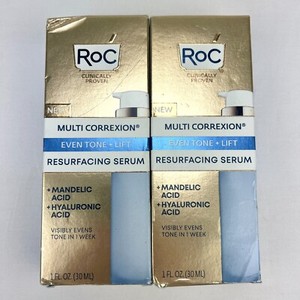 RoC
CLINICALLY
PROVEN
NEW
MULTI CORREXION®
EVEN TONE + LIFT
RESURFACING SERUM
+ MANDELIC
ACID
+ HYALURONIC
ACID
VISIBLY EVENS
TONE IN 1 WEEK
1 FL. OZ (30 ML)
RoC
CLINICALLY
PROVEN
NEW
MULTI CORREXION®
EVEN TONE + LIFT
RESURFACING SERUM
+ MANDELIC
ACID
+ HYALURONIC
ACID
VISIBLY EVENS
TONE IN 1 WEEK
1 FL. OZ (30 ML)